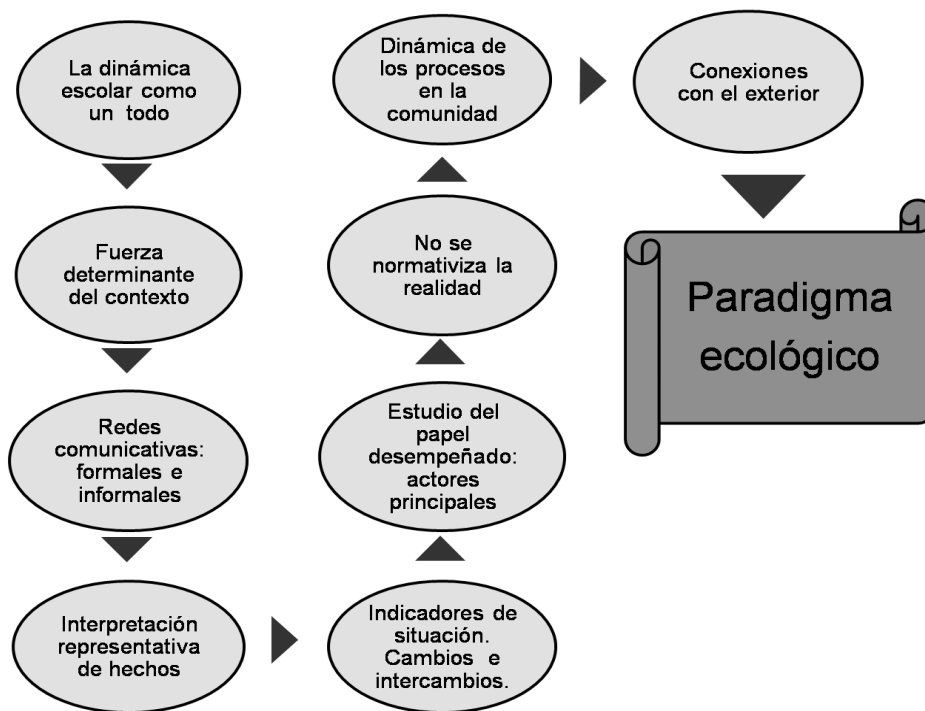 La dinámica
escolar como
un todo
Fuerza
determinante
del contexto
Redes
comunicativas:
formales e
informales
Interpretación
representativa
de hechos
Indicadores de
situación.
Cambios e
intercambios.
Estudio del
papel
desempeñado:
actores
principales
No se
normativiza la
realidad
Dinámica de
los procesos
en la
comunidad
Conexiones
con el exterior
Paradigma
ecológico